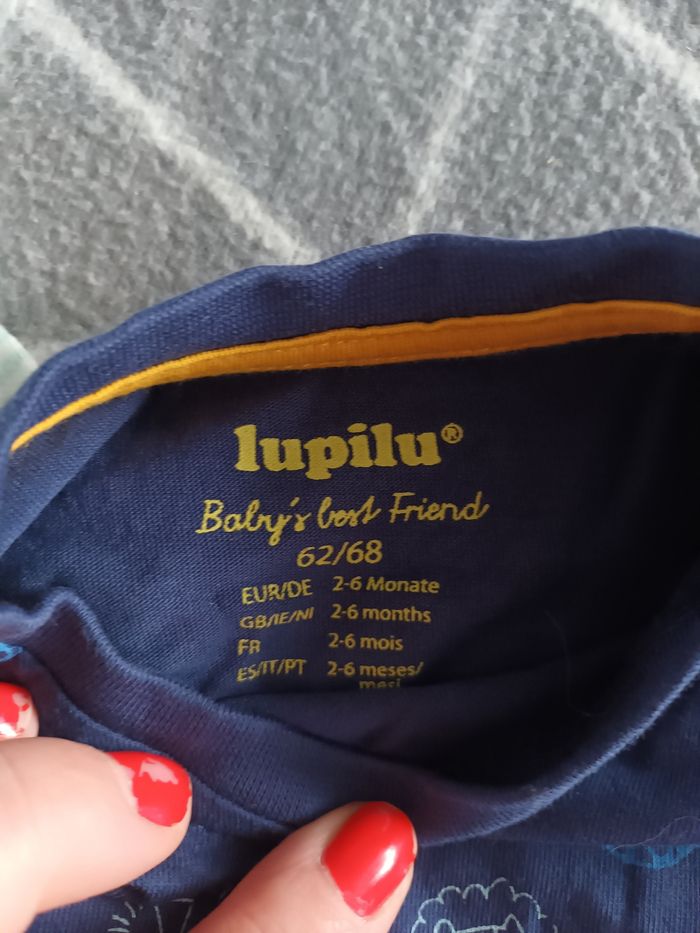 lupilu®
Baby's best Friend
62/68
EUR/DE 2-6 Monate
GB/IE/NI 2-6 months
FR 2-6 mois
ES/IT/PT 2-6 meses/
mesi